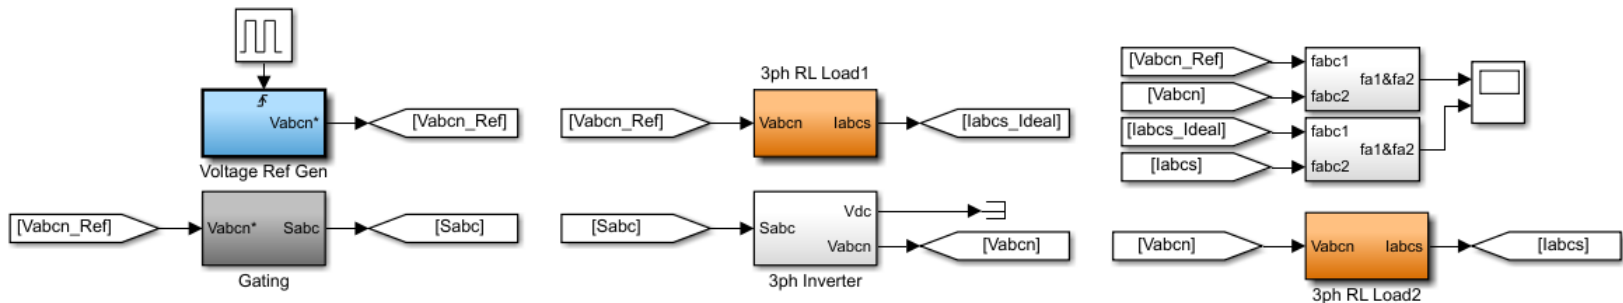 Vabcn*
[Vabcn_Ref]
Voltage Ref Gen
[Vabcn_Ref]
Vabcn*
Sabc
[Sabc]
Gating
3ph RL Load1
[Vabcn_Ref]
Vabcn
Iabcs
[Iabcs_Ideal]
[Sabc]
Sabc
Vdc
Vabcn
[Vabcn]
3ph Inverter
[Vabcn_Ref]
fabc1
fa1&fa2
[Vabcn]
fabc2
[Iabcs_Ideal]
fabc1
fa1&fa2
[Iabcs]
fabc2
[Vabcn]
Vabcn
Iabcs
[Iabcs]
3ph RL Load2